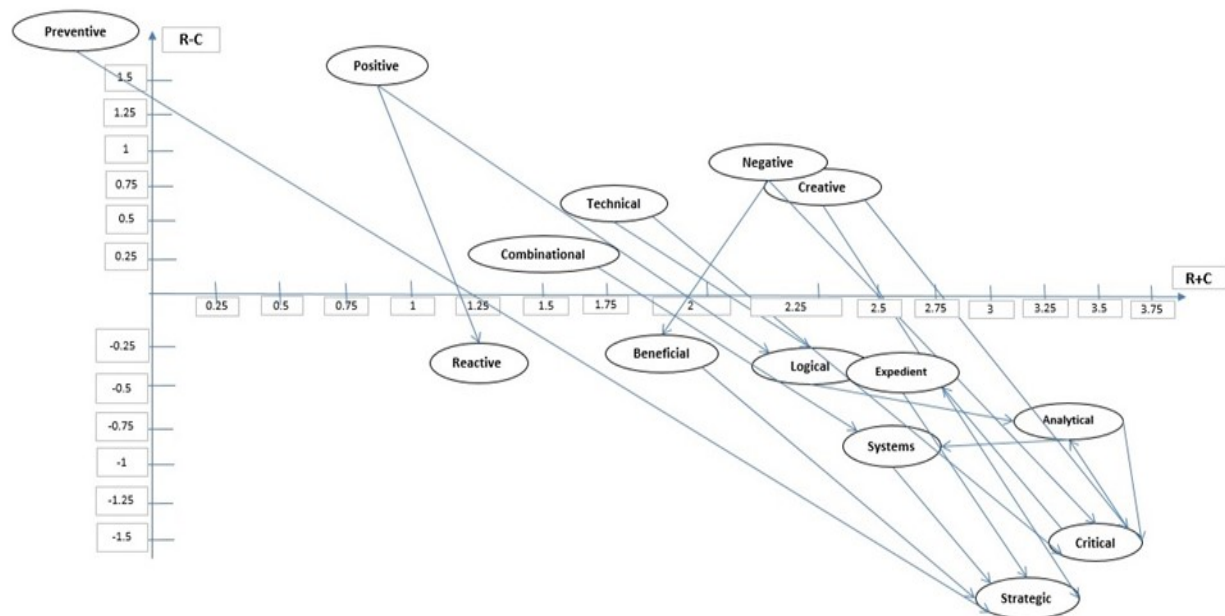 Preventive
R-C
Positive
1.5
1.25
1
Negative
0.75
Creative
Technical
0.5
0.25
Combinational
R+C
0.25 0.5 0.75 1 1.25 1.5 1.75 2 2.25 2.5 2.75 3 3.25 3.5 3.75
-0.25
Reactive
Beneficial
Logical
Expedient
-0.5
-0.75
Analytical
Systems
-1
-1.25
-1.5
Critical
Strategic